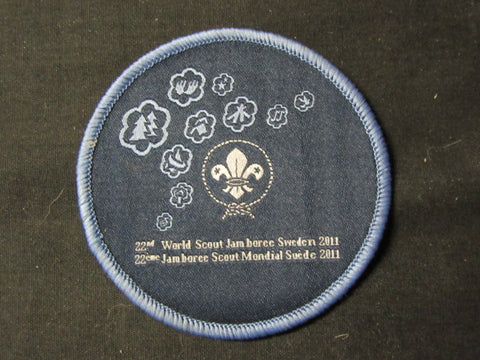 22nd World Scout Jamboree Sweden 2011
22ème Jamboree Scout Mondial Suède 2011